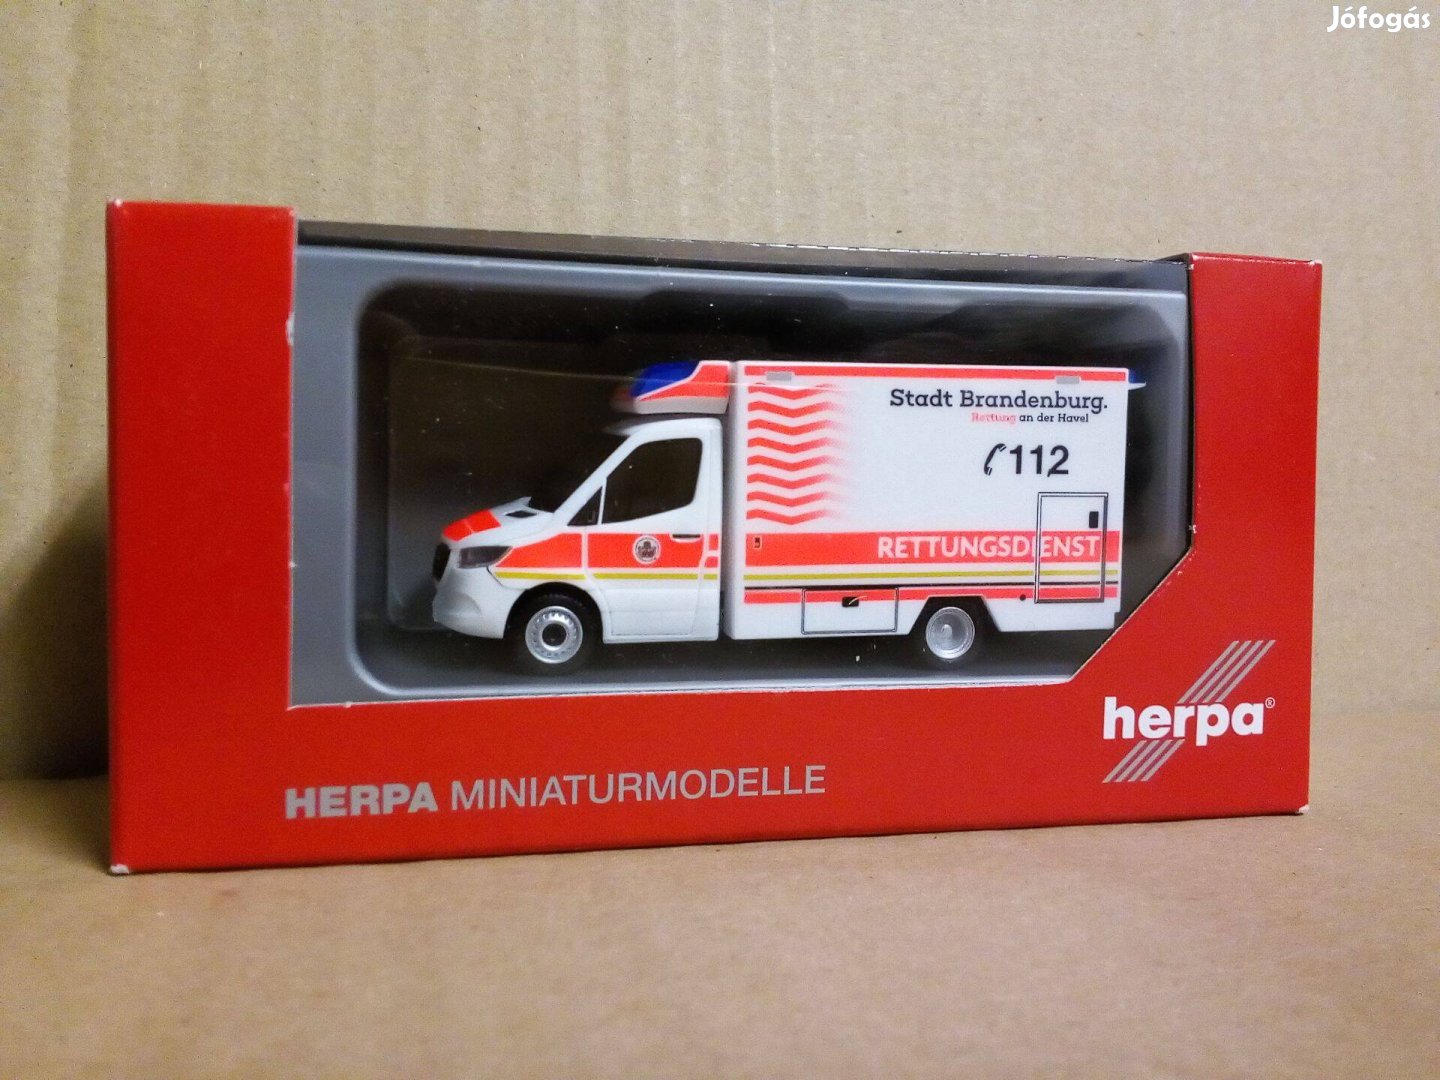 Jófogás
Stadt Brandenburg.
Rettung an der Havel
112
RETTUNGSDIENST
herpa®
HERPA MINIATURMODELLE